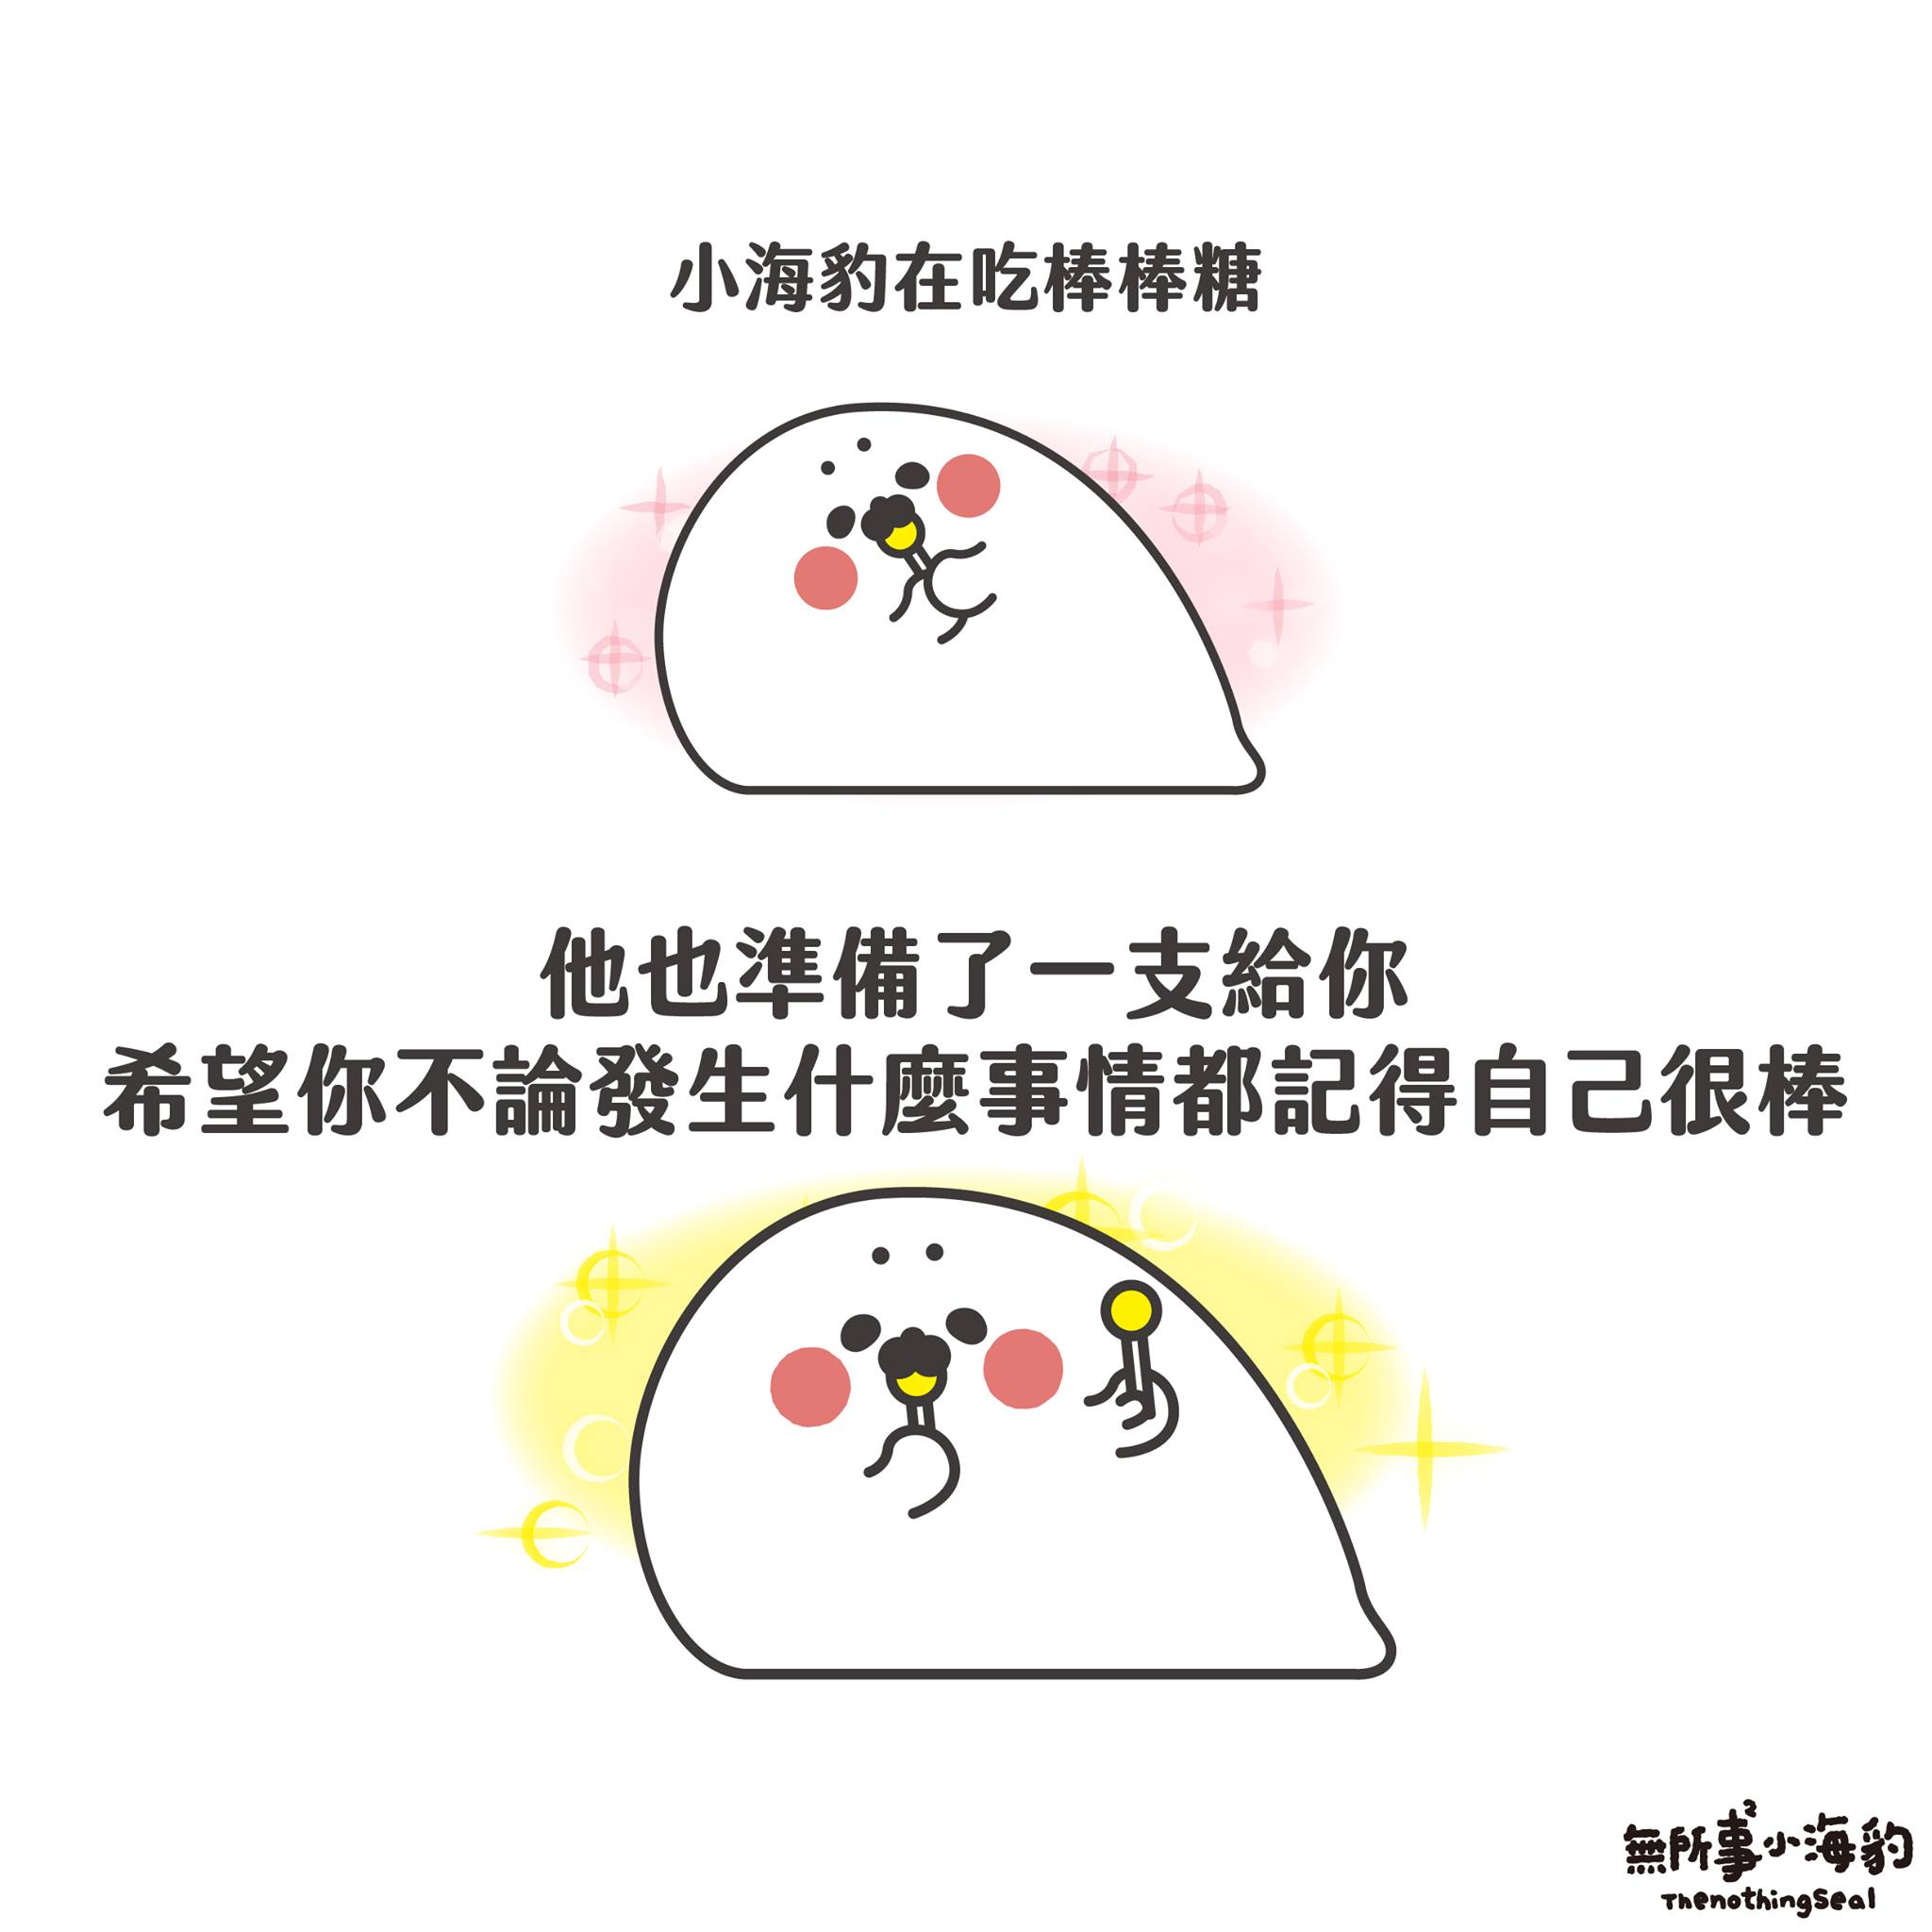 小海豹在吃棒棒糖
他也準備了一支給你
希望你不論發生什麼事情都記得自己很棒
無所事²小海豹
Thenothingseal